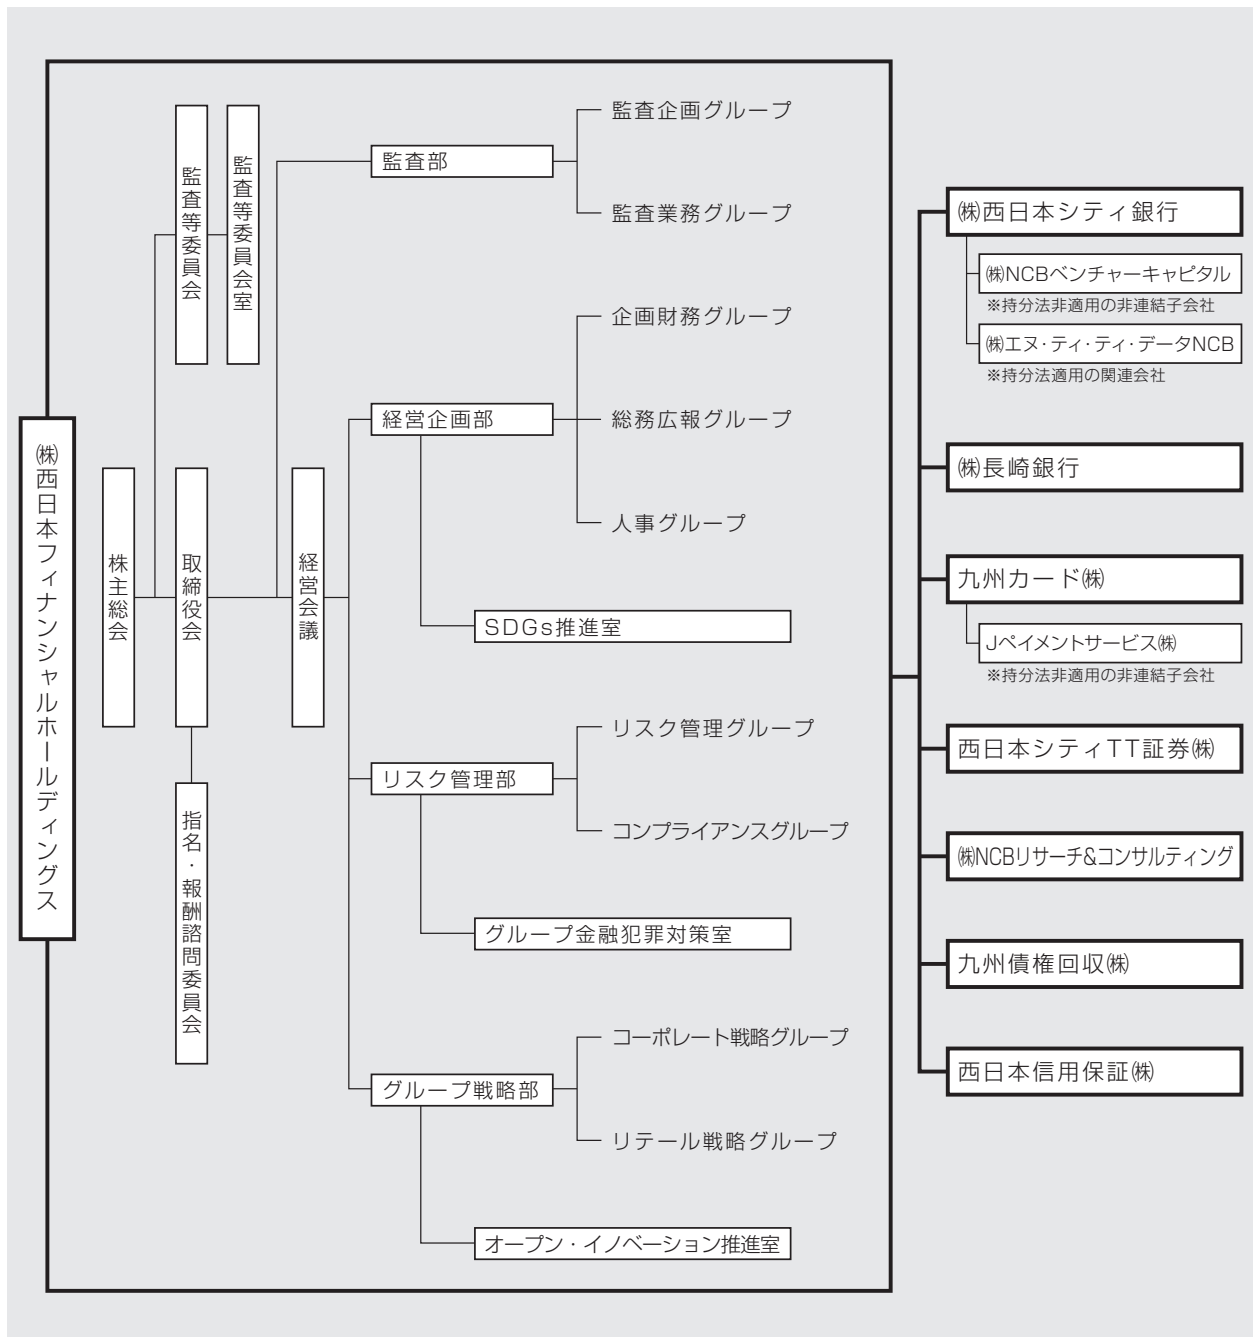 ㈱西日本フィナンシャルホールディングス
株主総会
監査等委員会
監査等委員会室
取締役会
指名・報酬諮問委員会
経営会議
監査部
監査企画グループ
監査業務グループ
経営企画部
企画財務グループ
総務広報グループ
人事グループ
SDGs推進室
リスク管理部
リスク管理グループ
コンプライアンスグループ
グループ金融犯罪対策室
グループ戦略部
コーポレート戦略グループ
リテール戦略グループ
オープン・イノベーション推進室
㈱西日本シティ銀行
㈱NCBベンチャーキャピタル
※持分法非適用の非連結子会社
㈱エヌ・ティ・ティ・データNCB
※持分法適用の関連会社
㈱長崎銀行
九州カード㈱
Jペイメントサービス㈱
※持分法非適用の非連結子会社
西日本シティTT証券㈱
㈱NCBリサーチ&コンサルティング
九州債権回収㈱
西日本信用保証㈱